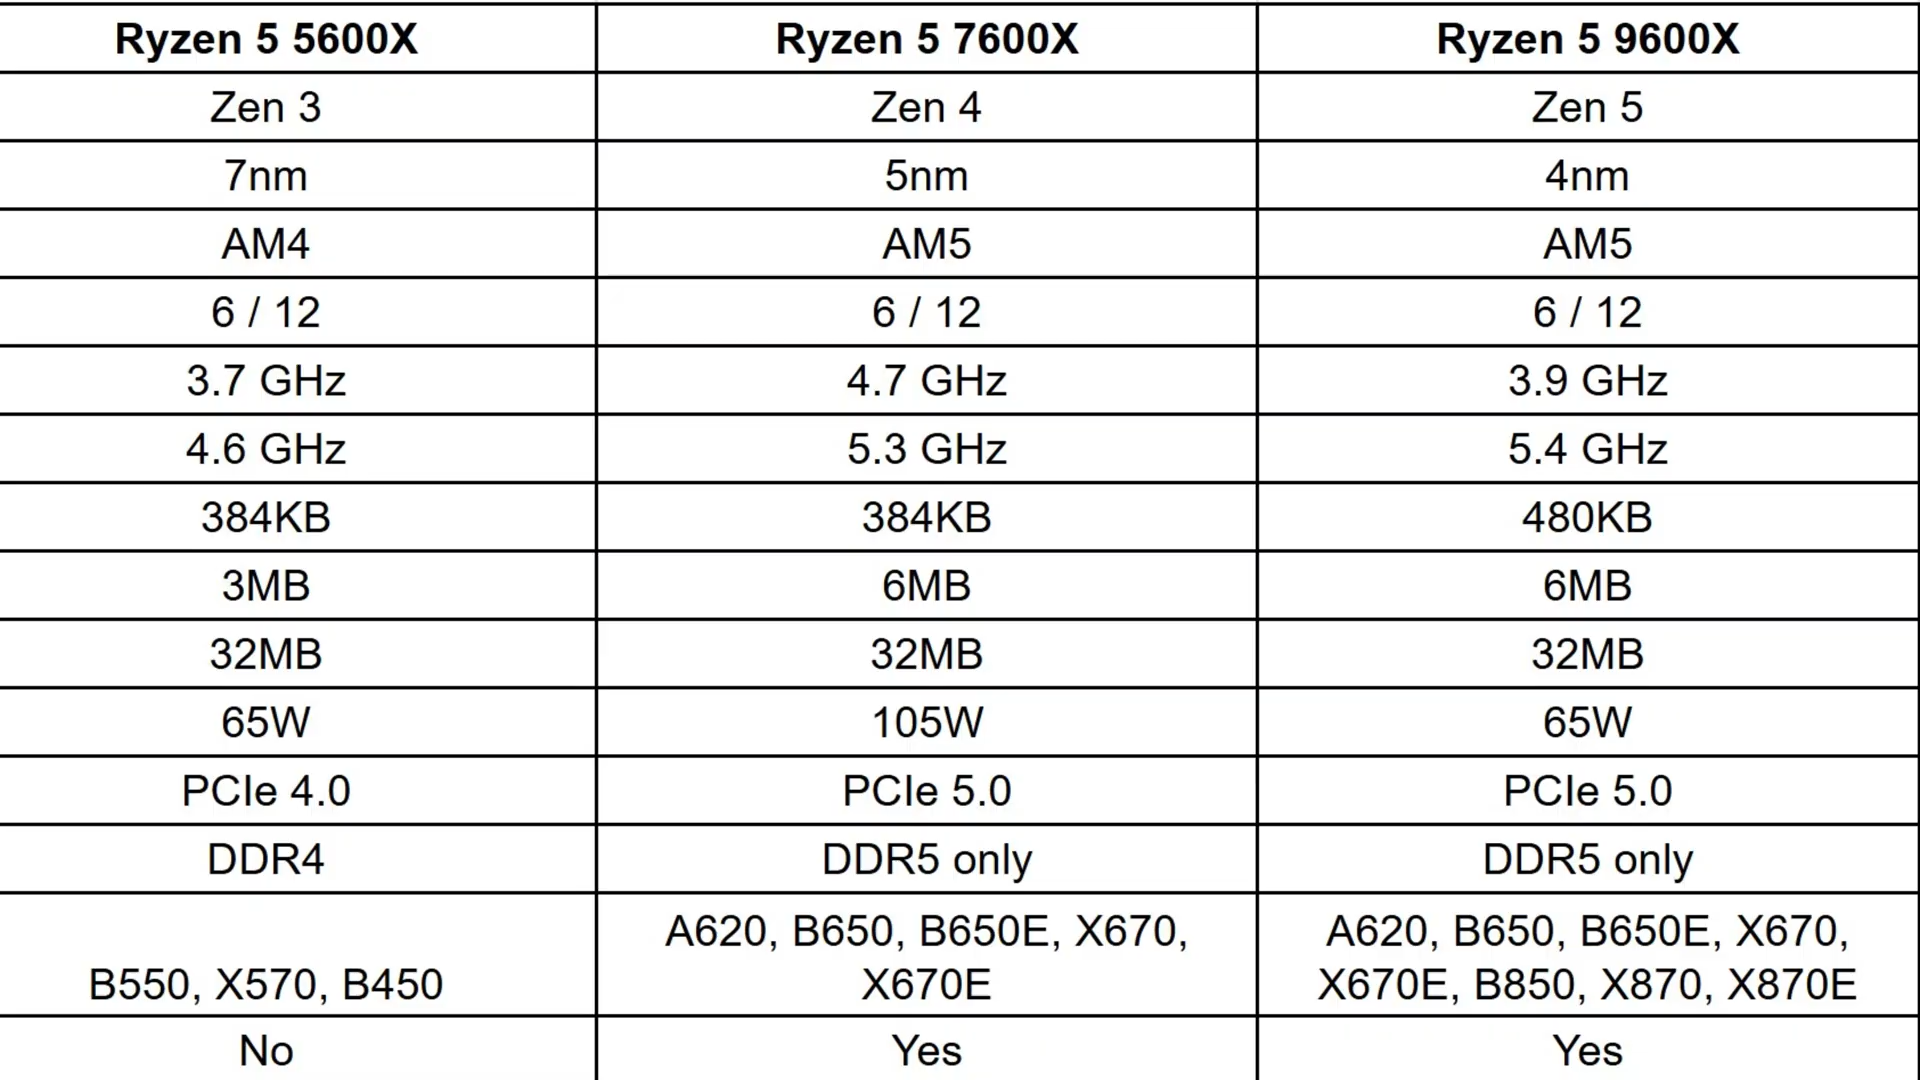 Ryzen 5 5600X Ryzen 5 7600X Ryzen 5 9600X
Zen 3 Zen 4 Zen 5
7nm 5nm 4nm
AM4 AM5 AM5
6 / 12 6 / 12 6 / 12
3.7 GHz 4.7 GHz 3.9 GHz
4.6 GHz 5.3 GHz 5.4 GHz
384KB 384KB 480KB
3MB 6MB 6MB
32MB 32MB 32MB
65W 105W 65W
PCIe 4.0 PCIe 5.0 PCIe 5.0
DDR4 DDR5 only DDR5 only
A620, B650, B650E, X670, A620, B650, B650E, X670,
B550, X570, B450 X670E X670E, B850, X870, X870E
No Yes Yes